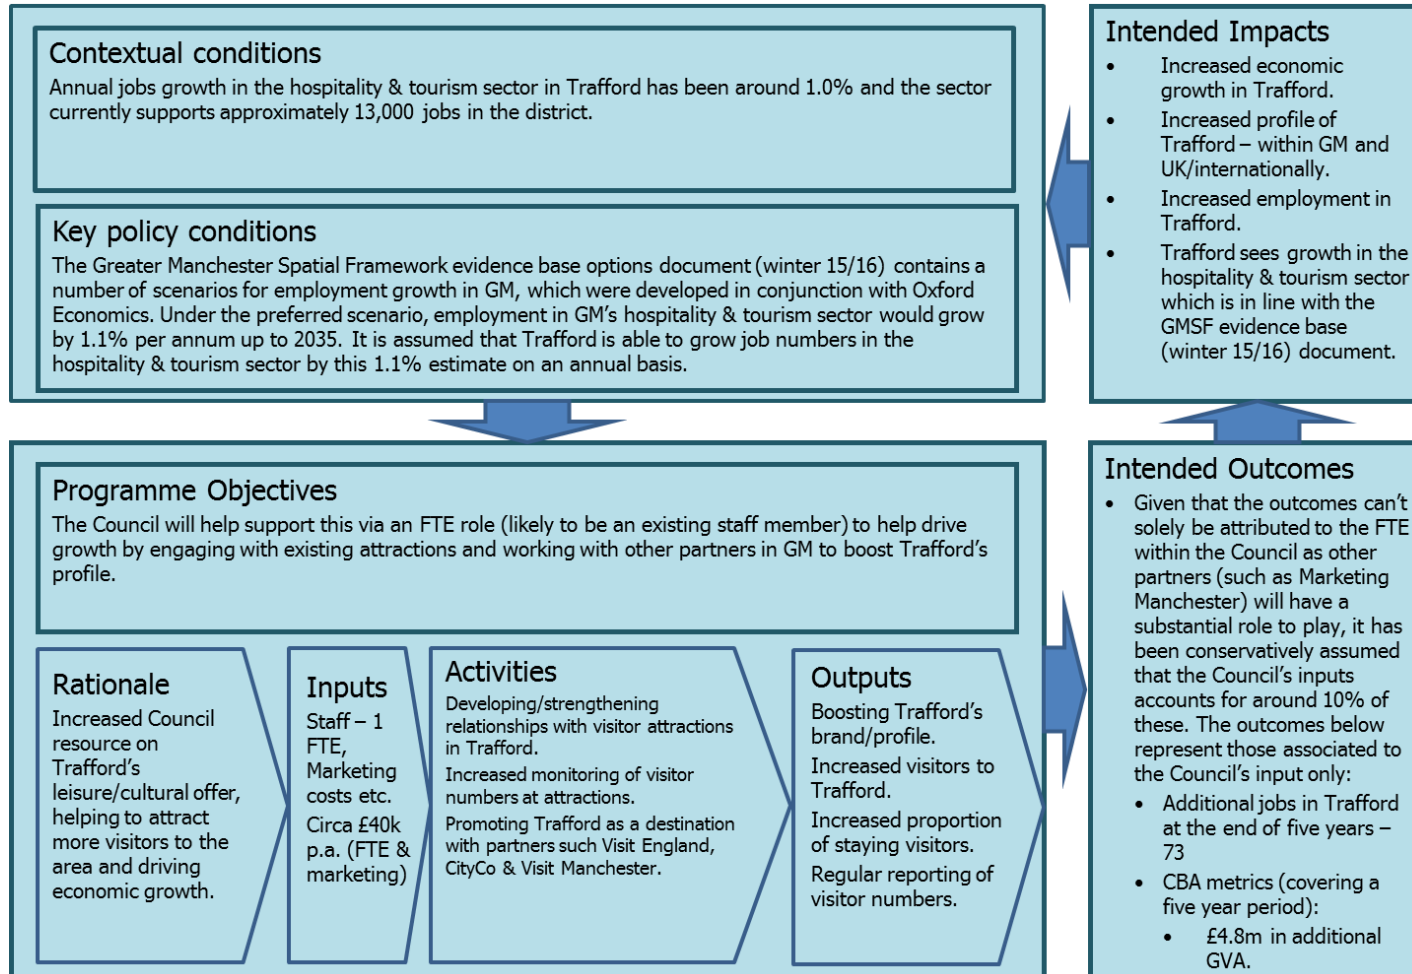 Contextual conditions
Annual jobs growth in the hospitality & tourism sector in Trafford has been around 1.0% and the sector
currently supports approximately 13,000 jobs in the district.
Key policy conditions
The Greater Manchester Spatial Framework evidence base options document (winter 15/16) contains a
number of scenarios for employment growth in GM, which were developed in conjunction with Oxford
Economics. Under the preferred scenario, employment in GM's hospitality & tourism sector would grow
by 1.1% per annum up to 2035. It is assumed that Trafford is able to grow job numbers in the
hospitality & tourism sector by this 1.1% estimate on an annual basis.
Programme Objectives
The Council will help support this via an FTE role (likely to be an existing staff member) to help drive
growth by engaging with existing attractions and working with other partners in GM to boost Trafford's
profile.
Rationale
Increased Council
resource on
Trafford's
leisure/cultural offer,
helping to attract
more visitors to the
area and driving
economic growth.
Inputs
Staff – 1
FTE,
Marketing
costs etc.
Circa £40k
p.a. (FTE &
marketing)
Activities
Developing/strengthening
relationships with visitor attractions
in Trafford.
Increased monitoring of visitor
numbers at attractions.
Promoting Trafford as a destination
with partners such Visit England,
CityCo & Visit Manchester.
Outputs
Boosting Trafford's
brand/profile.
Increased visitors to
Trafford.
Increased proportion
of staying visitors.
Regular reporting of
visitor numbers.
Intended Outcomes
• Given that the outcomes can't
solely be attributed to the FTE
within the Council as other
partners (such as Marketing
Manchester) will have a
substantial role to play, it has
been conservatively assumed
that the Council's inputs
accounts for around 10% of
these. The outcomes below
represent those associated to
the Council's input only:
• Additional jobs in Trafford
at the end of five years –
73
• CBA metrics (covering a
five year period):
• £4.8m in additional
GVA.
Intended Impacts
• Increased economic
growth in Trafford.
• Increased profile of
Trafford – within GM and
UK/internationally.
• Increased employment in
Trafford.
• Trafford sees growth in the
hospitality & tourism sector
which is in line with the
GMSF evidence base
(winter 15/16) document.